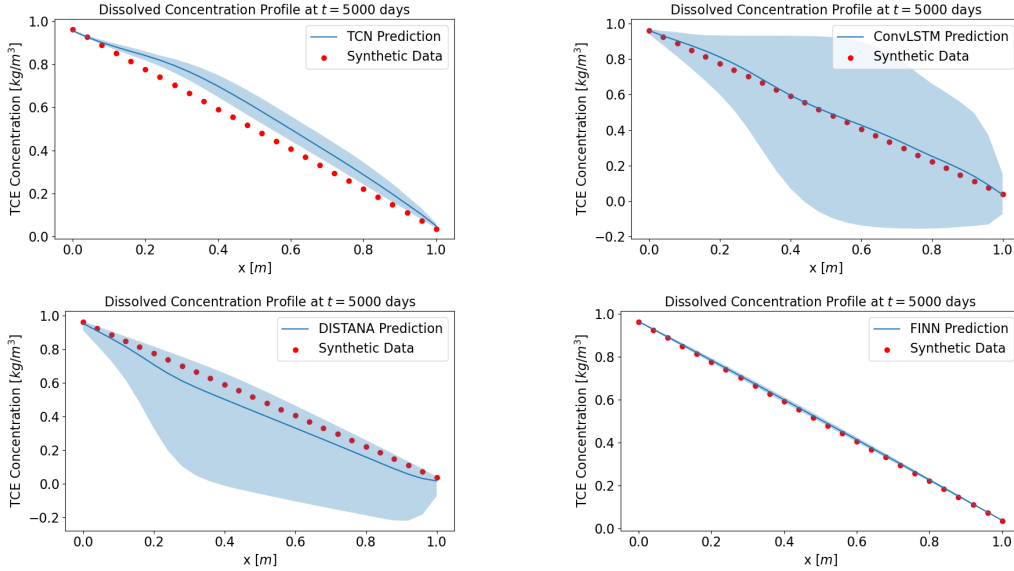 Dissolved Concentration Profile at t = 5000 days
TCE Concentration [kg/m³]
1.0
0.8
0.6
0.4
0.2
0.0
TCN Prediction
Synthetic Data
0.0 0.2 0.4 0.6 0.8 1.0
x [m]
Dissolved Concentration Profile at t = 5000 days
TCE Concentration [kg/m³]
1.0
0.8
0.6
0.4
0.2
0.0
−0.2
ConvLSTM Prediction
Synthetic Data
0.0 0.2 0.4 0.6 0.8 1.0
x [m]
Dissolved Concentration Profile at t = 5000 days
TCE Concentration [kg/m³]
1.0
0.8
0.6
0.4
0.2
0.0
−0.2
DISTANA Prediction
Synthetic Data
0.0 0.2 0.4 0.6 0.8 1.0
x [m]
Dissolved Concentration Profile at t = 5000 days
TCE Concentration [kg/m³]
1.0
0.8
0.6
0.4
0.2
0.0
FINN Prediction
Synthetic Data
0.0 0.2 0.4 0.6 0.8 1.0
x [m]